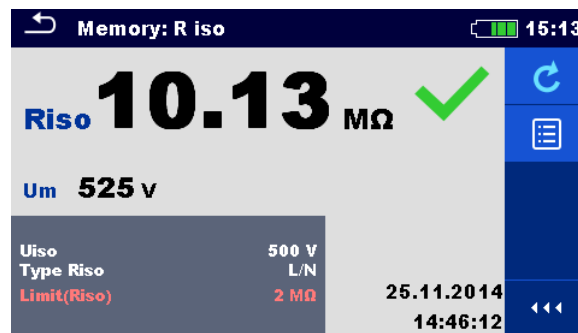 Memory: R iso 15:13
Riso 10.13 MΩ
Um 525 V
Uiso 500 V
Type Riso L/N
Limit(Riso) 2 MΩ
25.11.2014
14:46:12